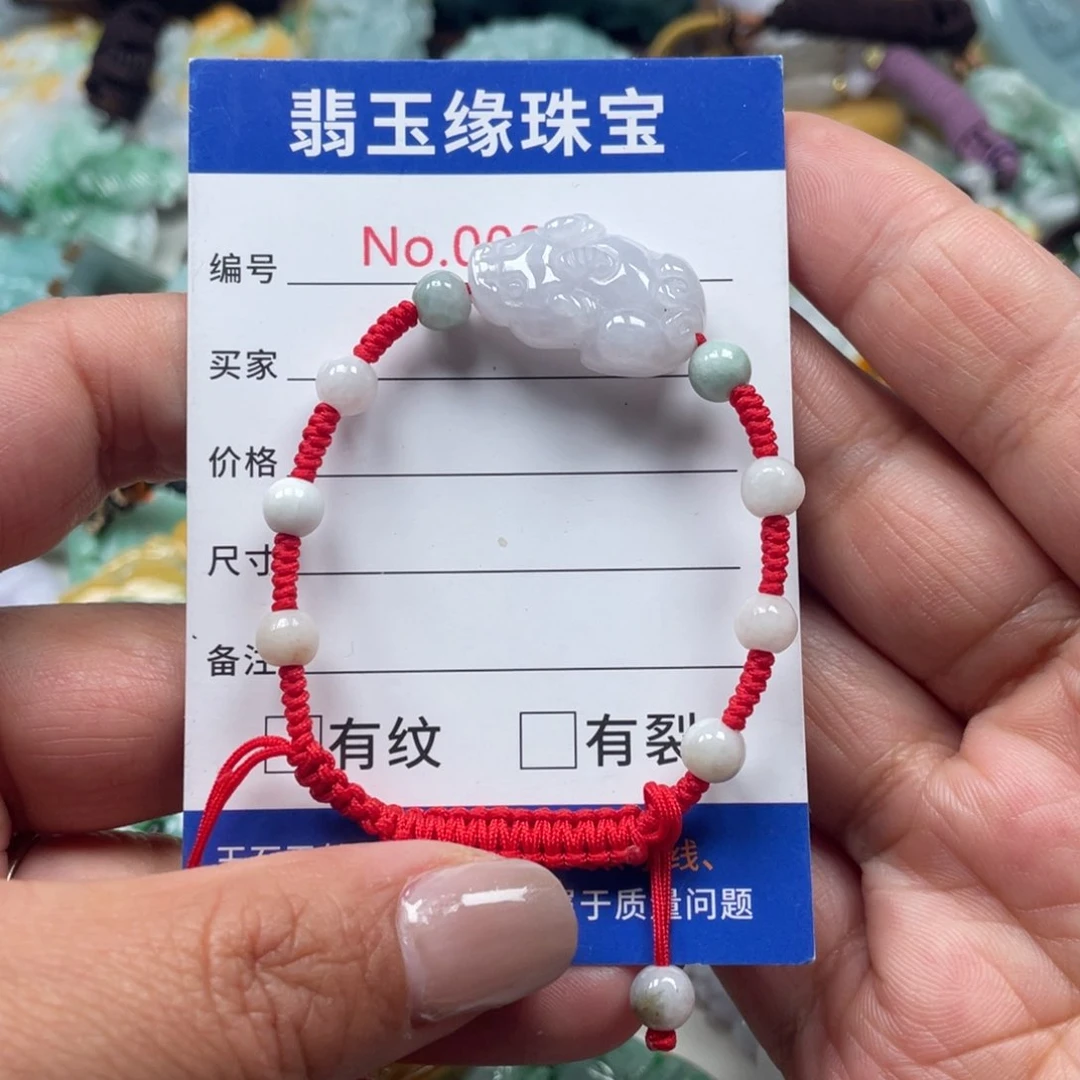 翡玉缘珠宝
编号 No.00
买家
价格
尺寸
备注
有纹
有裂
线、
于质量问题